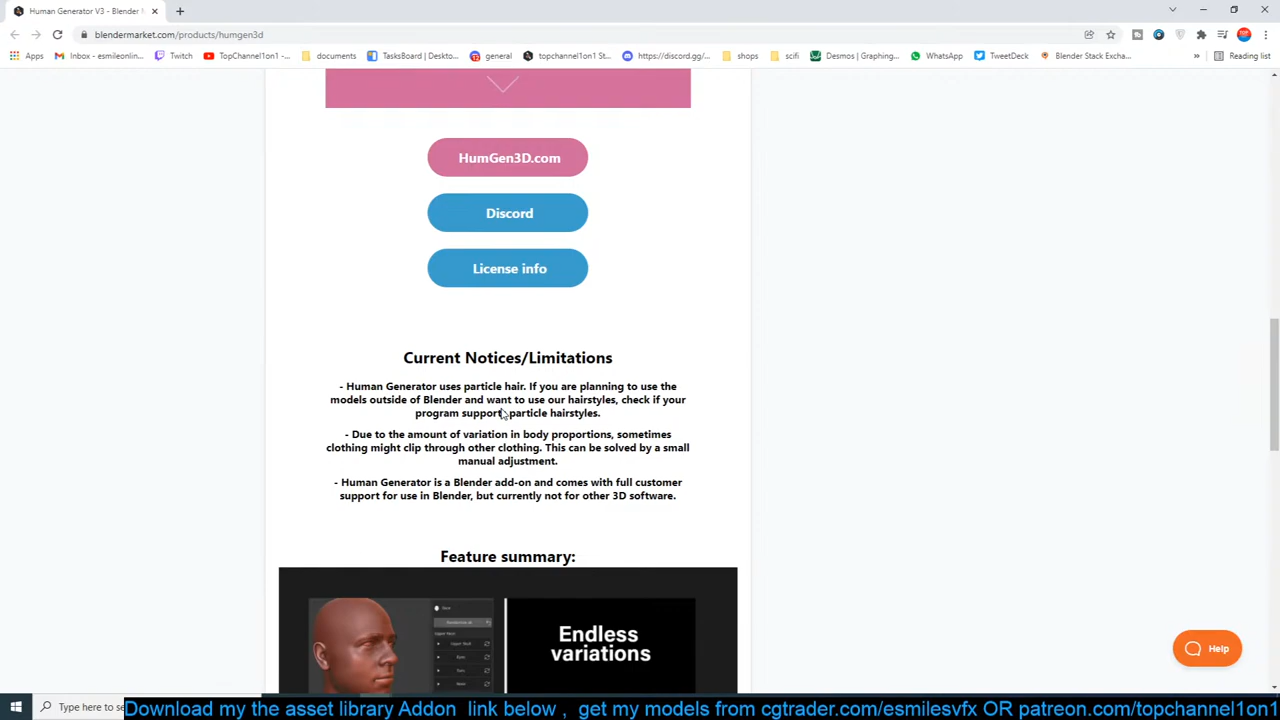 Human Generator V3 - Blender M
blendermarket.com/products/humgen3d
Apps
Inbox - esmileonlin...
Twitch
TopChannel1on1 -...
documents
TasksBoard | Deskto...
general
topchannel1on1 St...
https://discord.gg/...
shops
scifi
Desmos | Graphing...
WhatsApp
TweetDeck
Blender Stack Excha...
»
Reading list
HumGen3D.com
Discord
License info
Current Notices/Limitations
- Human Generator uses particle hair. If you are planning to use the
models outside of Blender and want to use our hairstyles, check if your
program support particle hairstyles.
- Due to the amount of variation in body proportions, sometimes
clothing might clip through other clothing. This can be solved by a small
manual adjustment.
- Human Generator is a Blender add-on and comes with full customer
support for use in Blender, but currently not for other 3D software.
Feature summary:
Endless
variations
Help
Type here to se
Download my the asset library Addon link below , get my models from cgtrader.com/esmilesvfx OR patreon.com/topchannel1on1